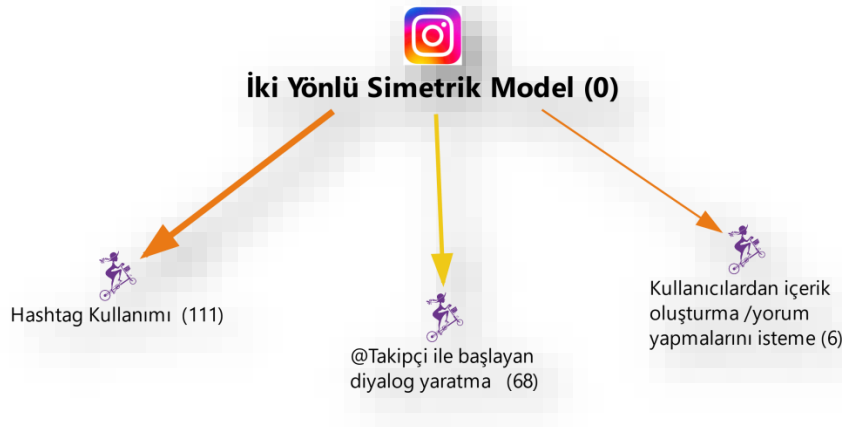 İki Yönlü Simetrik Model (0)
Hashtag Kullanımı (111)
@Takipçi ile başlayan
diyalog yaratma (68)
Kullanıcılardan içerik
oluşturma /yorum
yapmalarını isteme (6)